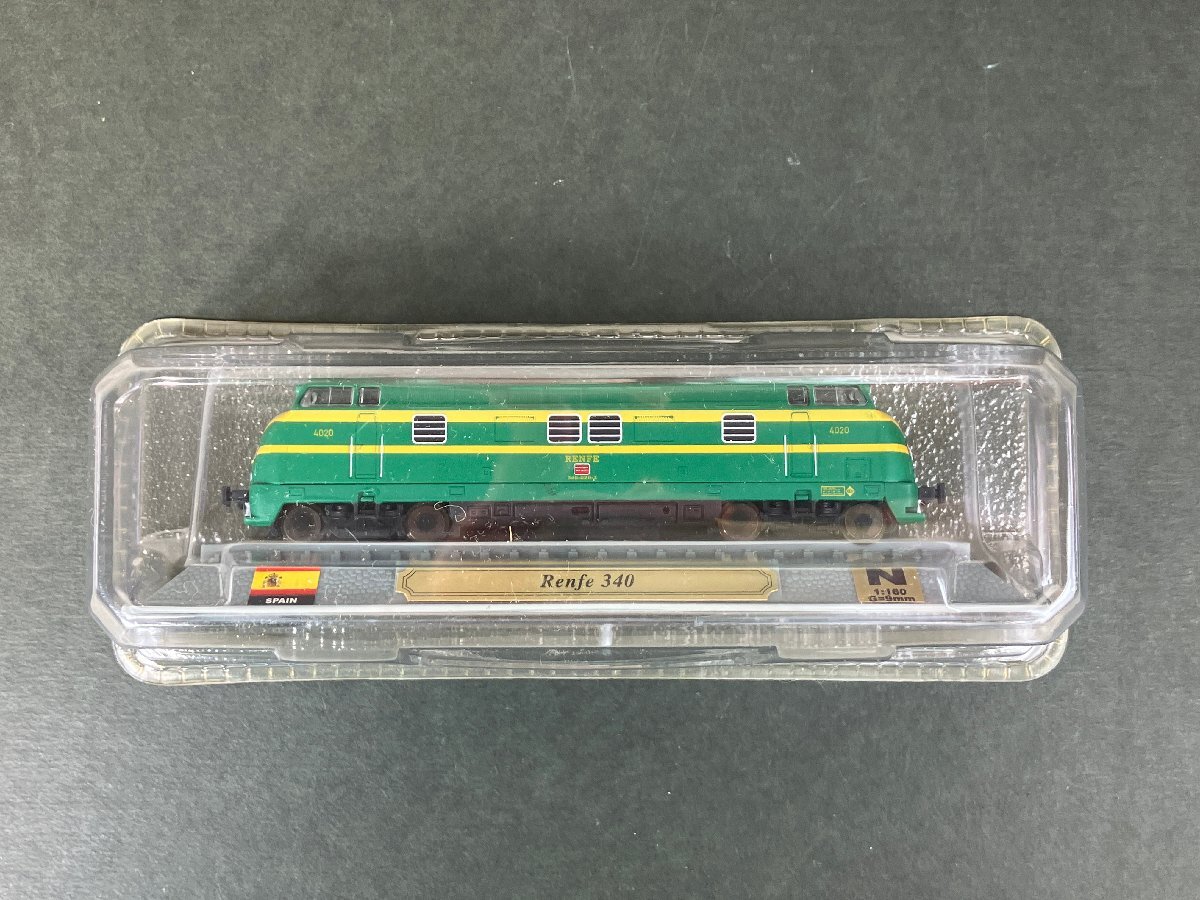 4020
4020
RENFE
SPAIN
Renfe 340
N
1:160
G=9mm